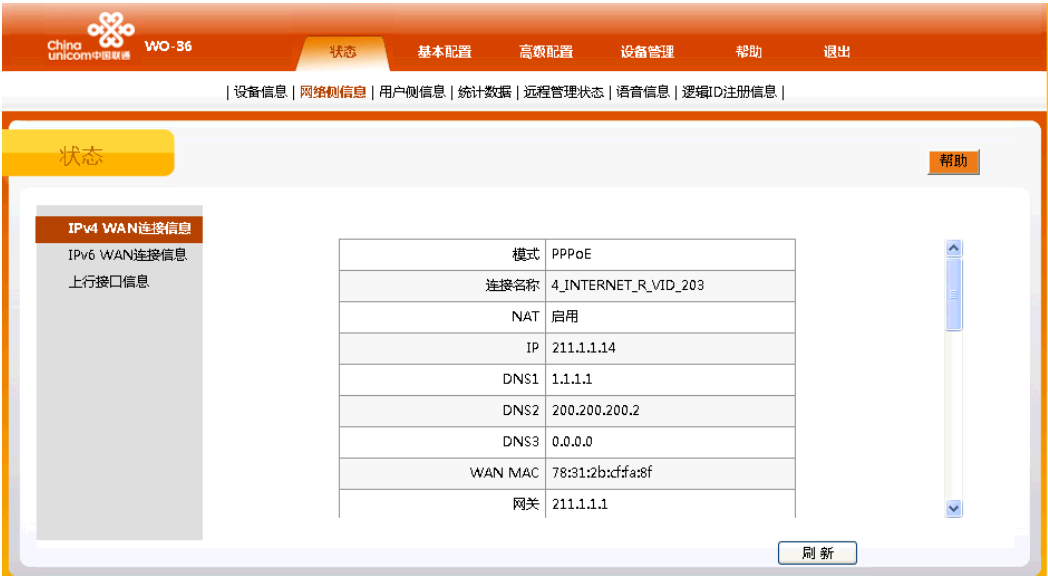 China
unicom中国联通
WO-36
状态 基本配置 高级配置 设备管理 帮助 退出
|设备信息|网络侧信息|用户侧信息|统计数据|远程管理状态|语音信息|逻辑ID注册信息|
状态
帮助
IPv4 WAN连接信息
IPv6 WAN连接信息
上行接口信息
模式 PPPoE
连接名称 4_INTERNET_R_VID_203
NAT 启用
IP 211.1.1.14
DNS1 1.1.1.1
DNS2 200.200.200.2
DNS3 0.0.0.0
WAN MAC 78:31:2b:cf:fa:8f
网关 211.1.1.1
刷新